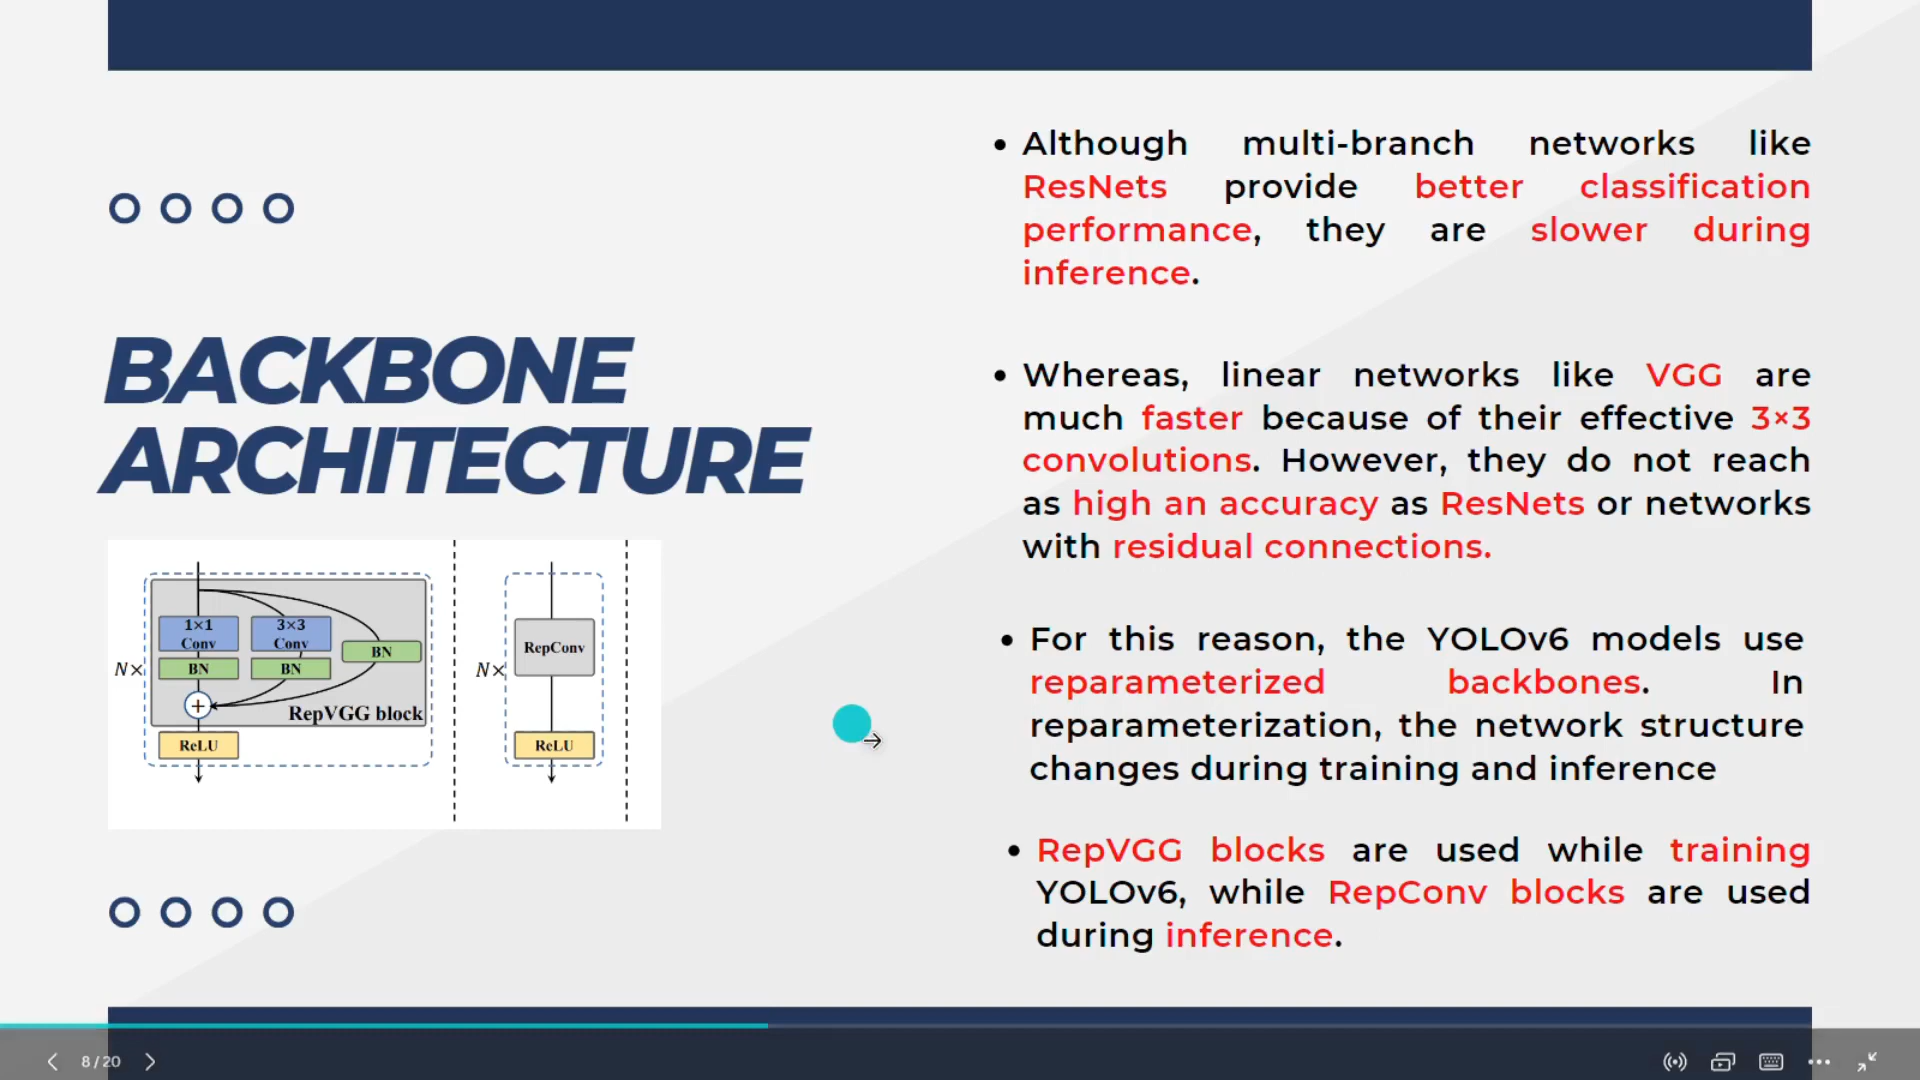 BACKBONE
ARCHITECTURE
1×1
Conv
3×3
Conv
BN
BN
BN
N×
+
RepVGG block
ReLU
N×
RepConv
ReLU
• Although multi-branch networks like
ResNets provide better classification
performance, they are slower during
inference.
• Whereas, linear networks like VGG are
much faster because of their effective 3×3
convolutions. However, they do not reach
as high an accuracy as ResNets or networks
with residual connections.
• For this reason, the YOLOv6 models use
reparameterized backbones. In
reparameterization, the network structure
changes during training and inference
• RepVGG blocks are used while training
YOLOv6, while RepConv blocks are used
during inference.
8/20